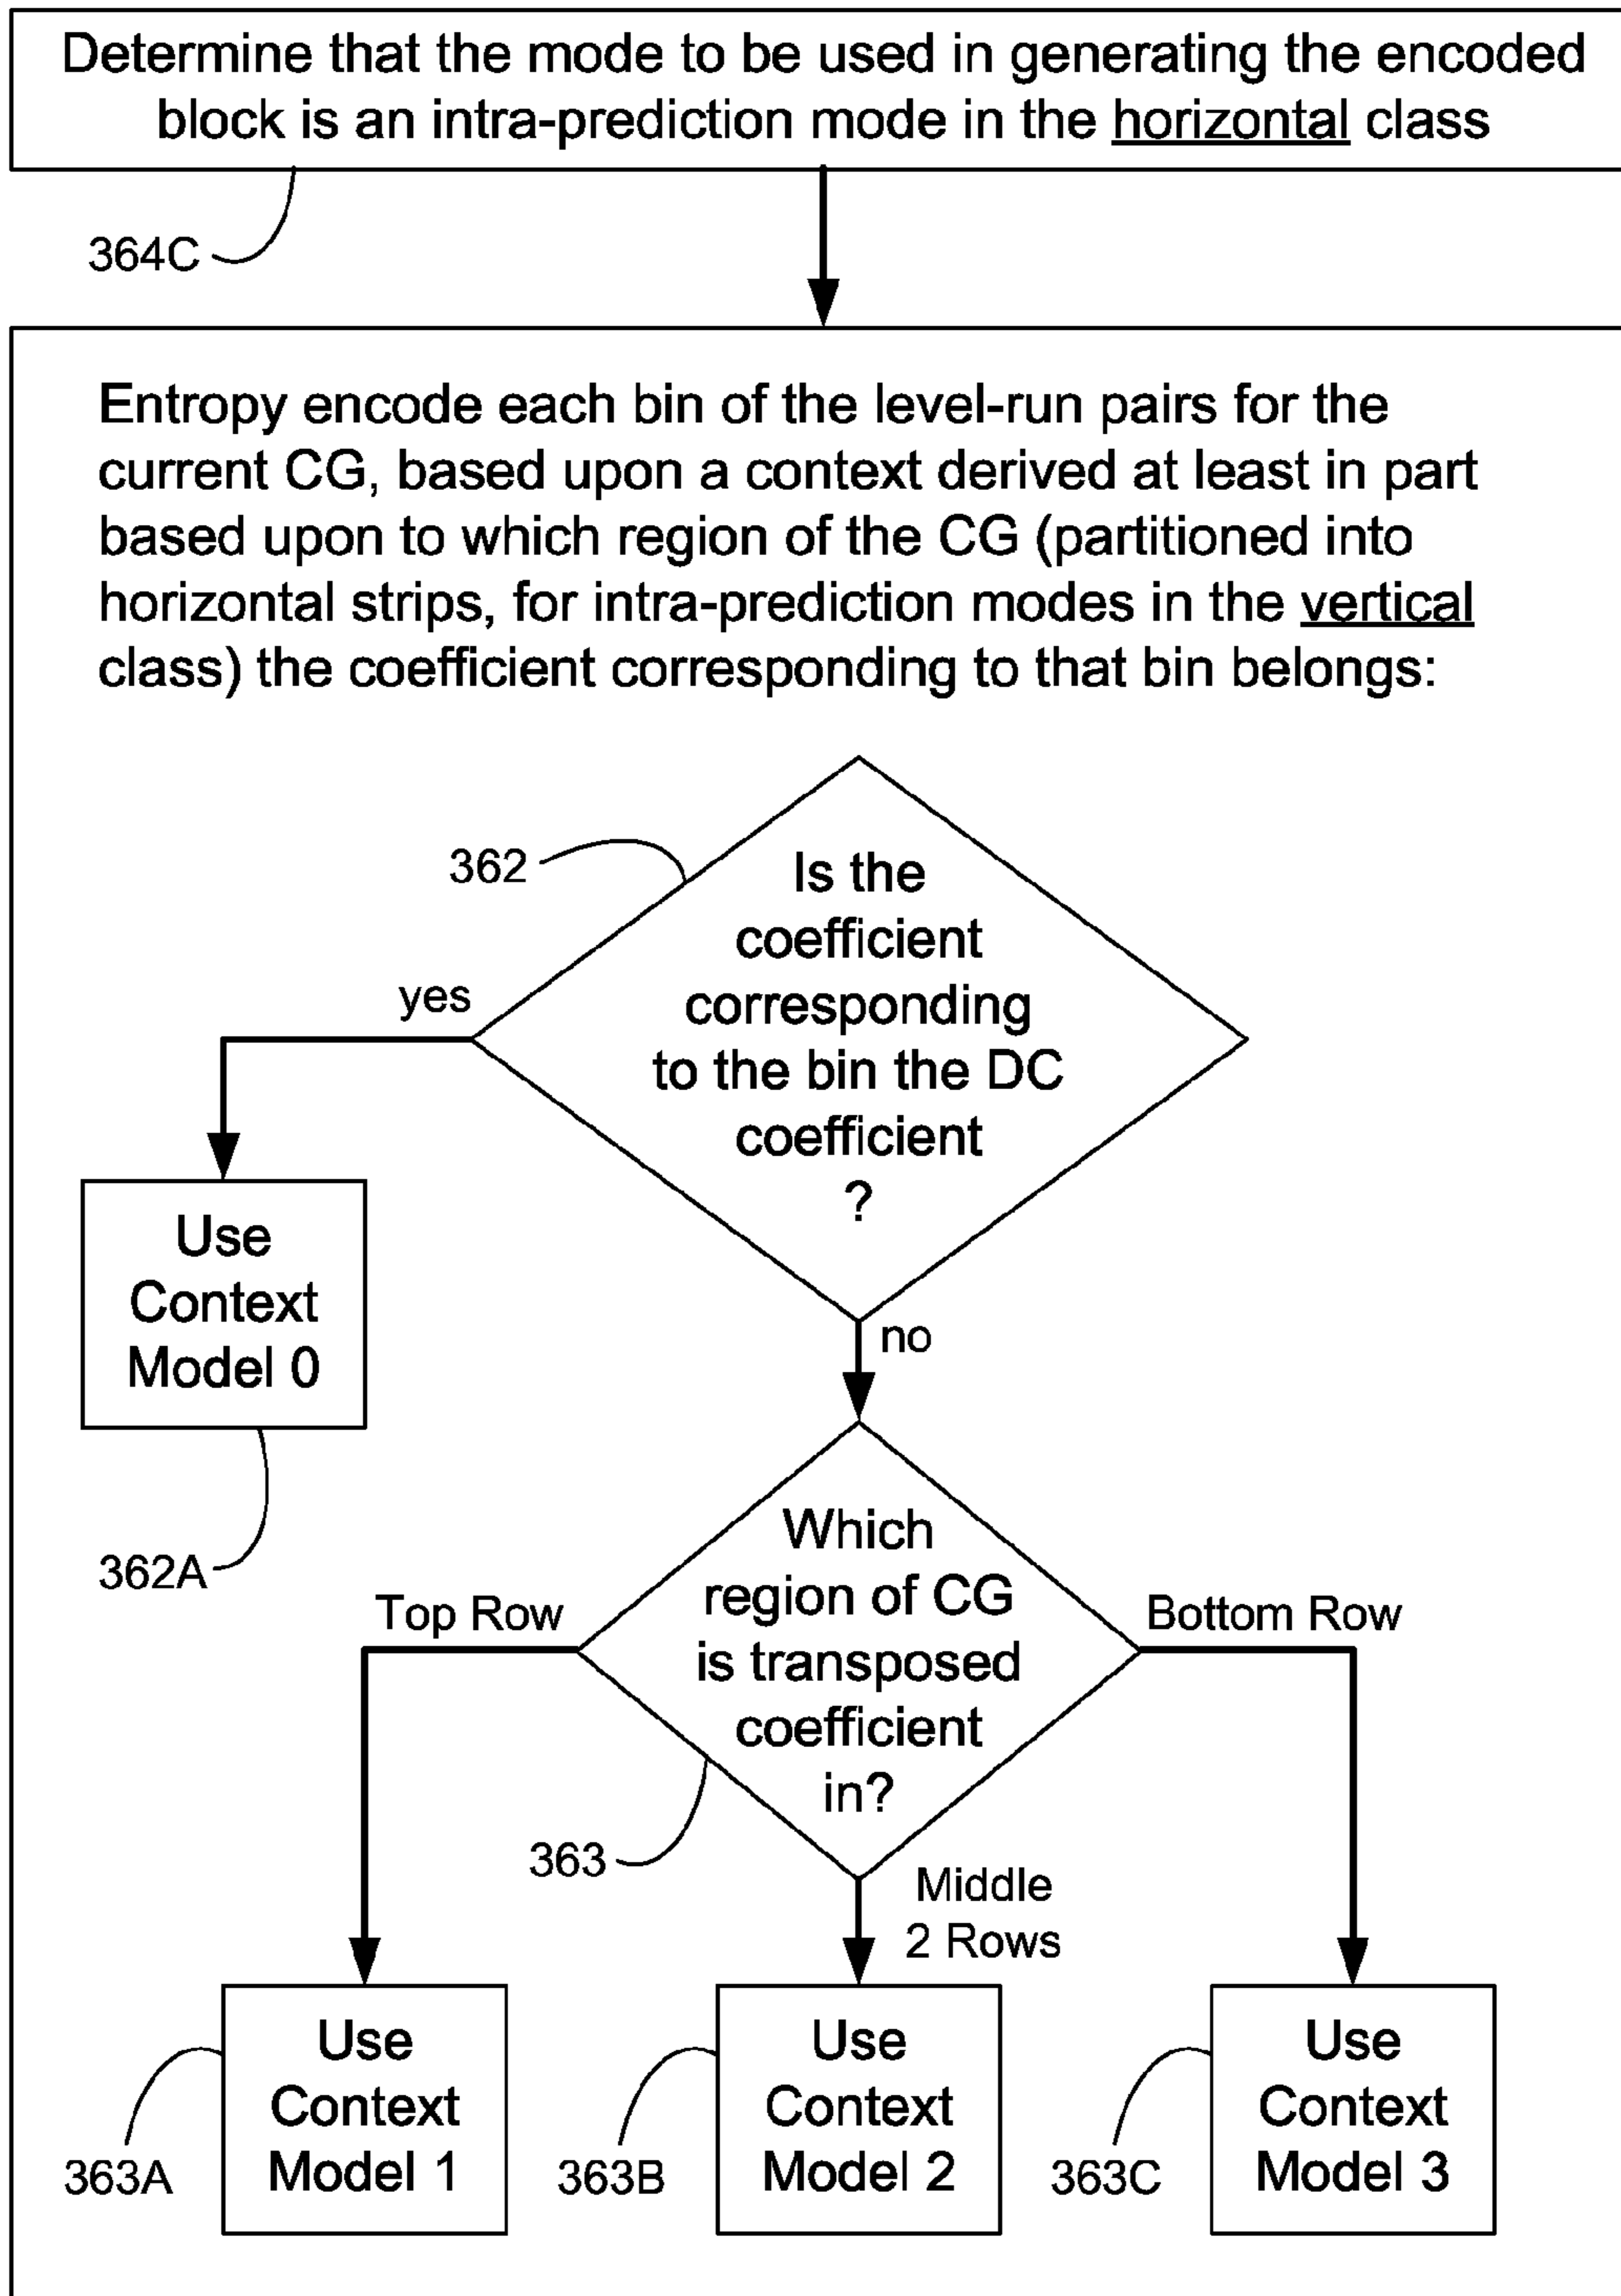 Determine that the mode to be used in generating the encoded
block is an intra-prediction mode in the horizontal class
364C
Entropy encode each bin of the level-run pairs for the
current CG, based upon a context derived at least in part
based upon to which region of the CG (partitioned into
horizontal strips, for intra-prediction modes in the vertical
class) the coefficient corresponding to that bin belongs:
362
Is the
coefficient
corresponding
to the bin the DC
coefficient
?
yes
no
Use
Context
Model 0
362A
Which
region of CG
is transposed
coefficient
in?
Top Row
Bottom Row
363
Middle
2 Rows
Use
Context
Model 1
363A
Use
Context
Model 2
363B
Use
Context
Model 3
363C